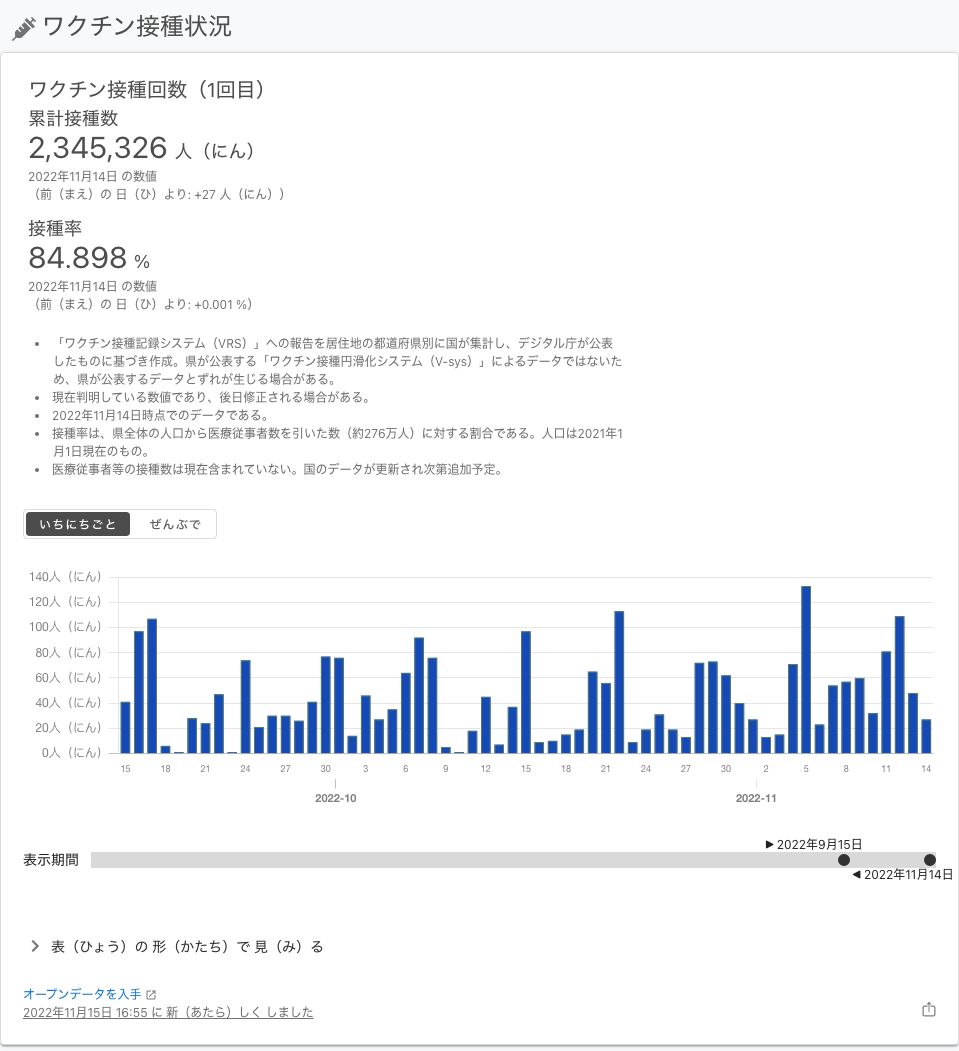 ワクチン接種状況
ワクチン接種回数（1回目）
累計接種数
2,345,326 人（にん）
2022年11月14日 の数値
（前（まえ）の 日（ひ）より: +27 人（にん））
接種率
84.898 %
2022年11月14日 の数値
（前（まえ）の 日（ひ）より: +0.001 %）
• 「ワクチン接種記録システム（VRS）」への報告を居住地の都道府県別に国が集計し、デジタル庁が公表
したものに基づき作成。県が公表する「ワクチン接種円滑化システム（V-sys）」によるデータではないた
め、県が公表するデータとずれが生じる場合がある。
• 現在判明している数値であり、後日修正される場合がある。
• 2022年11月14日時点でのデータである。
• 接種率は、県全体の人口から医療従事者数を引いた数（約276万人）に対する割合である。人口は2021年1
月1日現在のもの。
• 医療従事者等の接種数は現在含まれていない。国のデータが更新され次第追加予定。
いちにちごと ぜんぶで
140人（にん）
120人（にん）
100人（にん）
80人（にん）
60人（にん）
40人（にん）
20人（にん）
0人（にん）
15 18 21 24 27 30 3 6 9 12 15 18 21 24 27 30 2 5 8 11 14
2022-10 2022-11
▶ 2022年9月15日
表示期間
◀ 2022年11月14日
表（ひょう）の 形（かたち）で 見（み）る
オープンデータを入手
2022年11月15日 16:55 に 新（あたら）しく しました